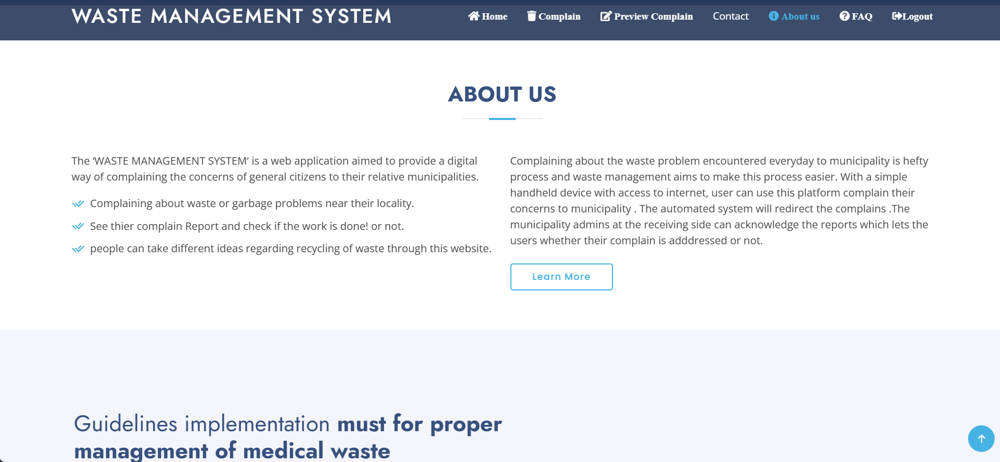 WASTE MANAGEMENT SYSTEM
Home Complain Preview Complain Contact About us FAQ Logout
ABOUT US
The ‘WASTE MANAGEMENT SYSTEM’ is a web application aimed to provide a digital
way of complaining the concerns of general citizens to their relative municipalities.
Complaining about waste or garbage problems near their locality.
See thier complain Report and check if the work is done! or not.
people can take different ideas regarding recycling of waste through this website.
Complaining about the waste problem encountered everyday to municipality is hefty
process and waste management aims to make this process easier. With a simple
handheld device with access to internet, user can use this platform complain their
concerns to municipality . The automated system will redirect the complains .The
municipality admins at the receiving side can acknowledge the reports which lets the
users whether their complain is adddressed or not.
Learn More
Guidelines implementation must for proper
management of medical waste